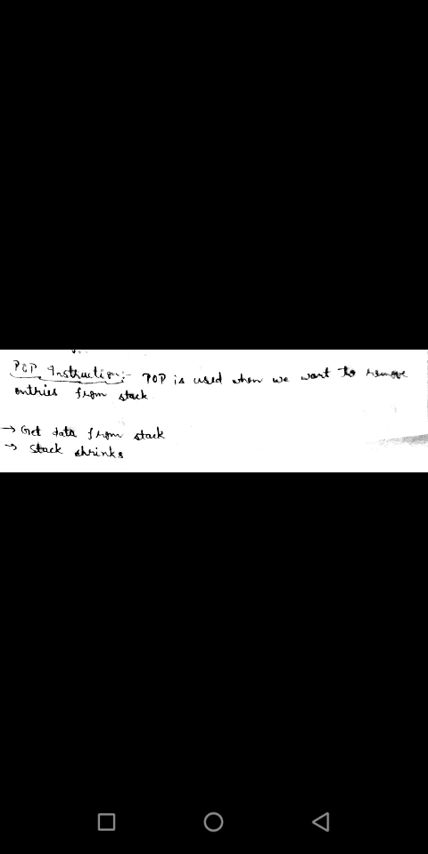 POP Instruction:- POP is used when we want to remove
entries from stack
→ Get data from stack
→ stack shrinks